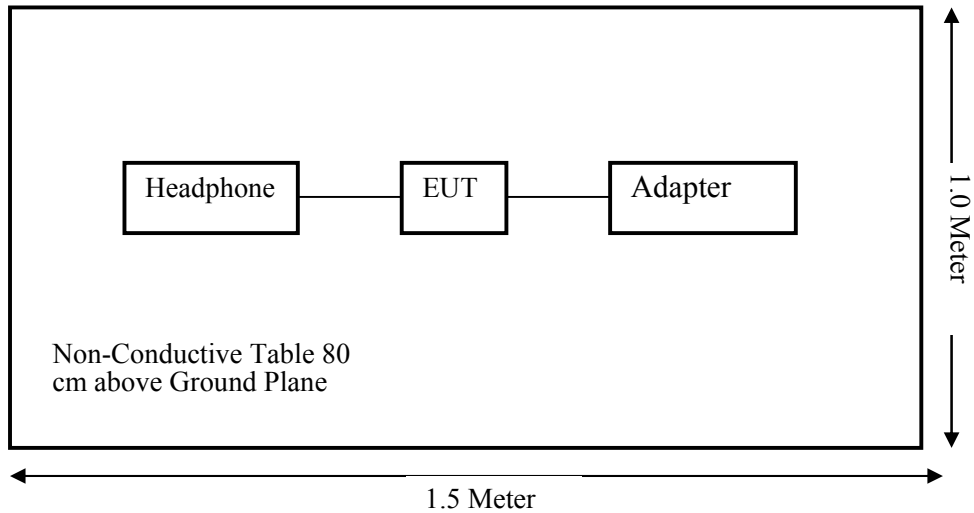 Headphone
EUT
Adapter
1.0 Meter
Non-Conductive Table 80
cm above Ground Plane
1.5 Meter